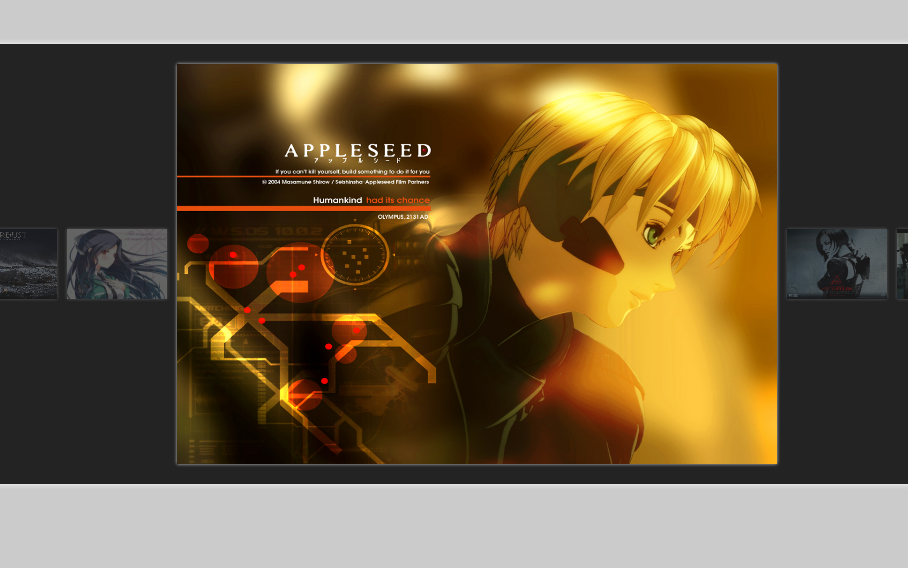 APPLESEED
アップルシード
If you can't kill yourself, build something to do it for you
© 2004 Masamune Shirow / Seishinsha · Appleseed Film Partners
Humankind had its chance
OLYMPUS, 2131 AD.